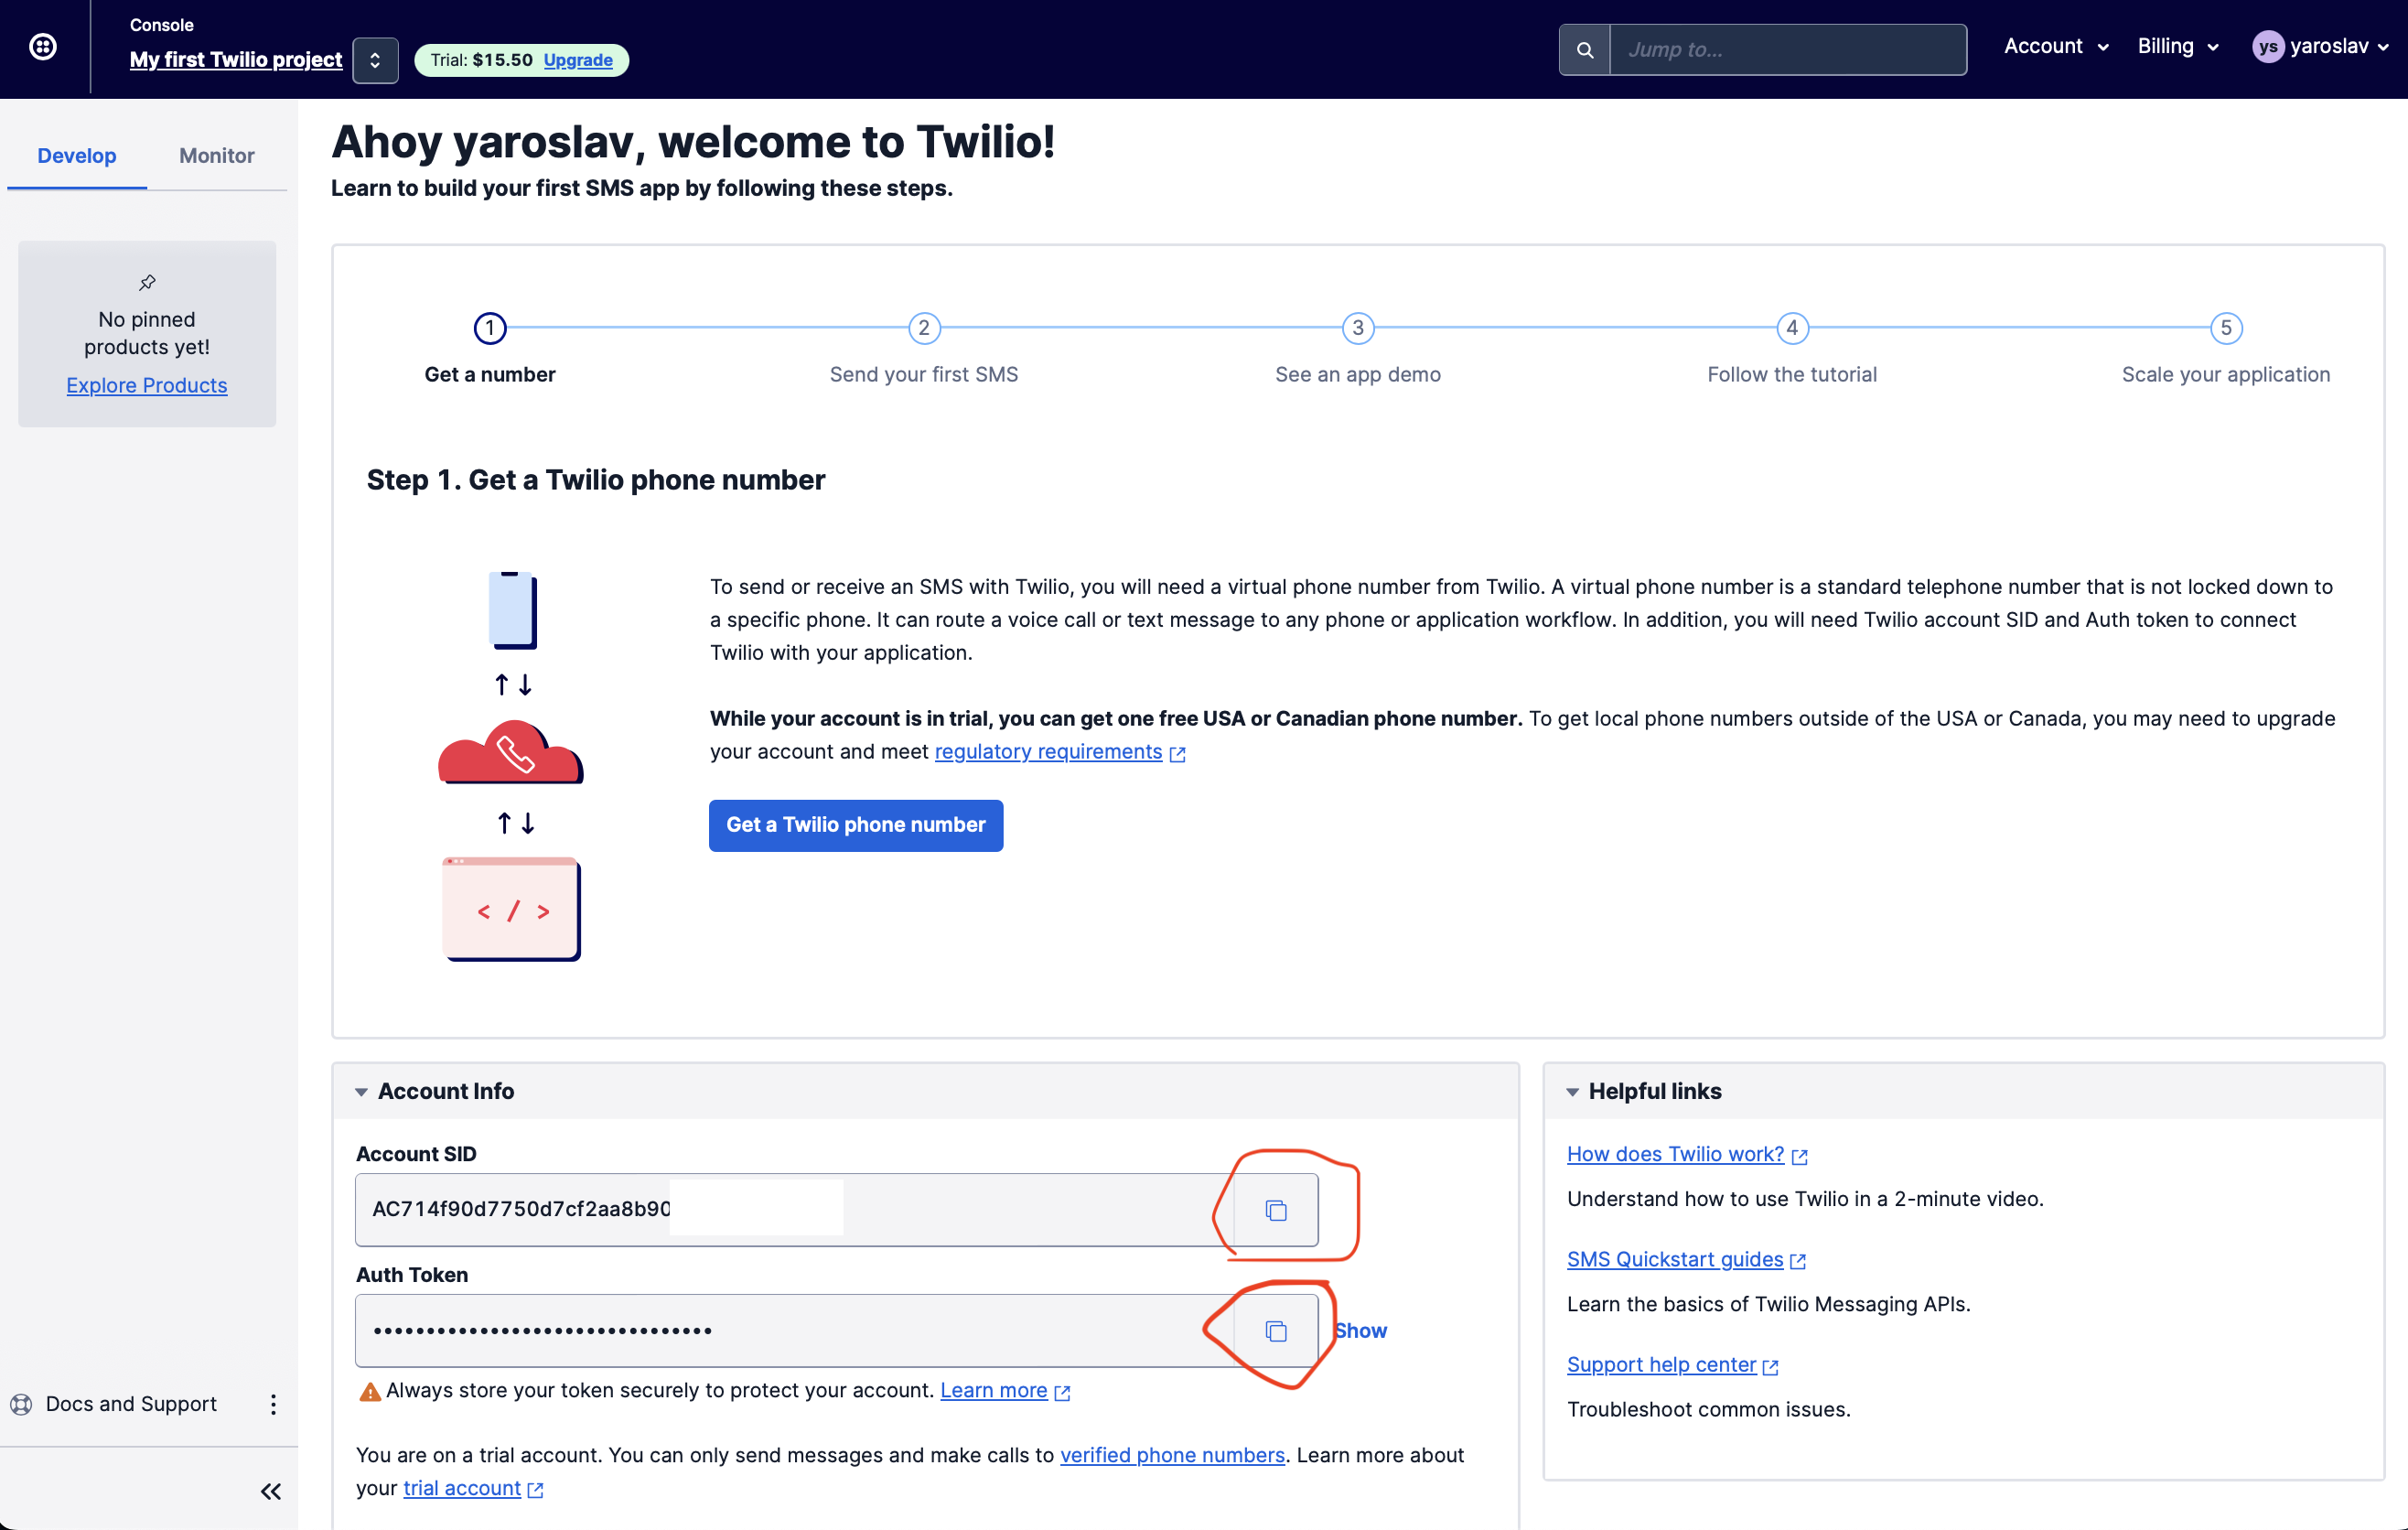 Console
My first Twilio project
Trial: $15.50 Upgrade
Jump to...
Account
Billing
ys yaroslav
Develop
Monitor
No pinned
products yet!
Explore Products
Ahoy yaroslav, welcome to Twilio!
Learn to build your first SMS app by following these steps.
1
Get a number
2
Send your first SMS
3
See an app demo
4
Follow the tutorial
5
Scale your application
Step 1. Get a Twilio phone number
To send or receive an SMS with Twilio, you will need a virtual phone number from Twilio. A virtual phone number is a standard telephone number that is not locked down to
a specific phone. It can route a voice call or text message to any phone or application workflow. In addition, you will need Twilio account SID and Auth token to connect
Twilio with your application.
While your account is in trial, you can get one free USA or Canadian phone number. To get local phone numbers outside of the USA or Canada, you may need to upgrade
your account and meet regulatory requirements
Get a Twilio phone number
< / >
Account Info
Account SID
AC714f90d7750d7cf2aa8b90
Auth Token
••••••••••••••••••••••••••••••••
Show
Always store your token securely to protect your account. Learn more
You are on a trial account. You can only send messages and make calls to verified phone numbers. Learn more about
your trial account
Helpful links
How does Twilio work?
Understand how to use Twilio in a 2-minute video.
SMS Quickstart guides
Learn the basics of Twilio Messaging APIs.
Support help center
Troubleshoot common issues.
Docs and Support